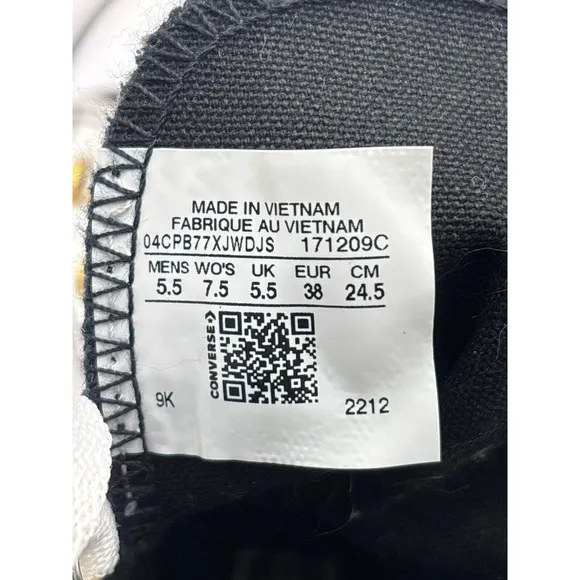 MADE IN VIETNAM
FABRIQUE AU VIETNAM
04CPB77XJWDJS 171209C
MENS WO'S UK EUR CM
5.5 7.5 5.5 38 24.5
CONVERSE
9K 2212